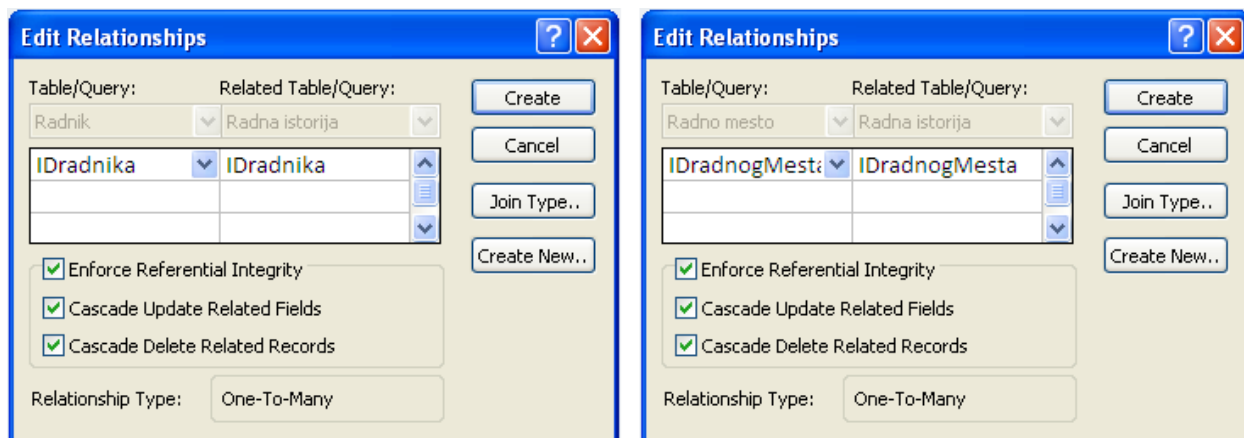 Edit Relationships
Table/Query: Related Table/Query:
Radnik Radna istorija
IDradnika IDradnika
Enforce Referential Integrity
Cascade Update Related Fields
Cascade Delete Related Records
Relationship Type: One-To-Many
Create
Cancel
Join Type..
Create New..
Edit Relationships
Table/Query: Related Table/Query:
Radno mesto Radna istorija
IDradnogMesta IDradnogMesta
Enforce Referential Integrity
Cascade Update Related Fields
Cascade Delete Related Records
Relationship Type: One-To-Many
Create
Cancel
Join Type..
Create New..